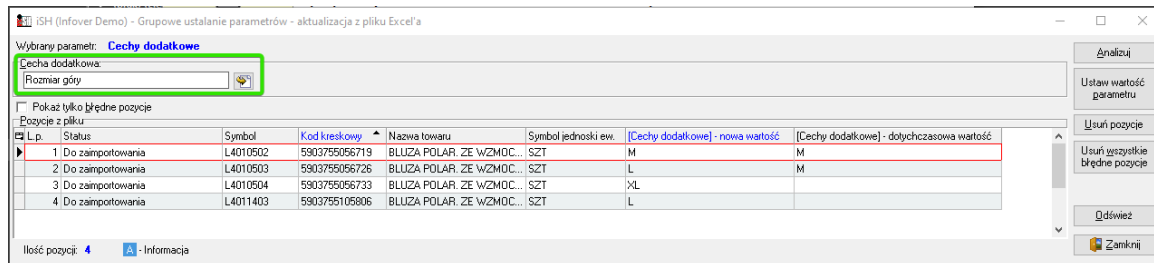 iSH (Infover Demo) - Grupowe ustalanie parametrów - aktualizacja z pliku Excel'a
Wybrany parametr: Cechy dodatkowe
Cecha dodatkowa:
Rozmiar góry
Pokaż tylko błędne pozycje
Pozycje z pliku
L.p. Status Symbol Kod kreskowy Nazwa towaru Symbol jednoski ew. [Cechy dodatkowe] - nowa wartość [Cechy dodatkowe] - dotychczasowa wartość
1 Do zaimportowania L4010502 5903755056719 BLUZA POLAR. ZE WZMOC... SZT M M
2 Do zaimportowania L4010503 5903755056726 BLUZA POLAR. ZE WZMOC... SZT L M
3 Do zaimportowania L4010504 5903755056733 BLUZA POLAR. ZE WZMOC... SZT XL
4 Do zaimportowania L4011403 5903755105806 BLUZA POLAR. ZE WZMOC... SZT L
Ilość pozycji: 4 A - Informacja
Analizuj
Ustaw wartość
parametru
Usuń pozycje
Usuń wszystkie
błędne pozycje
Odśwież
Zamknij